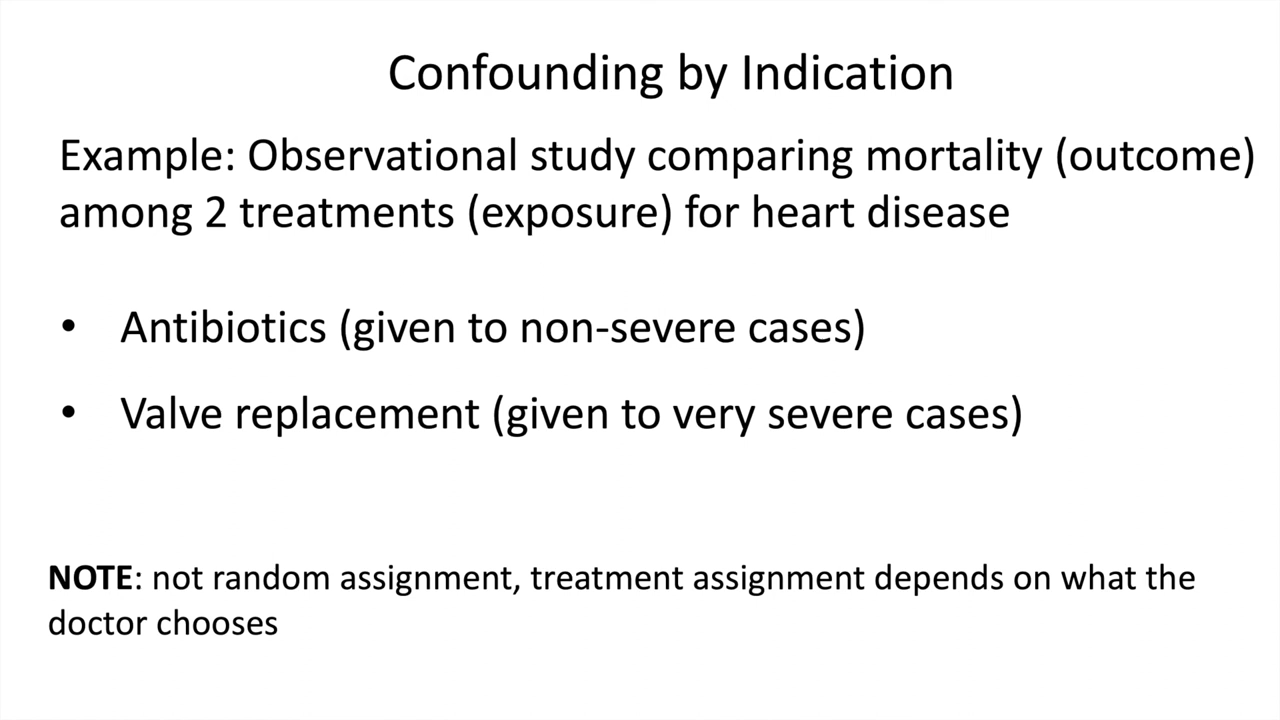 Confounding by Indication
Example: Observational study comparing mortality (outcome)
among 2 treatments (exposure) for heart disease
• Antibiotics (given to non-severe cases)
• Valve replacement (given to very severe cases)
NOTE: not random assignment, treatment assignment depends on what the
doctor chooses